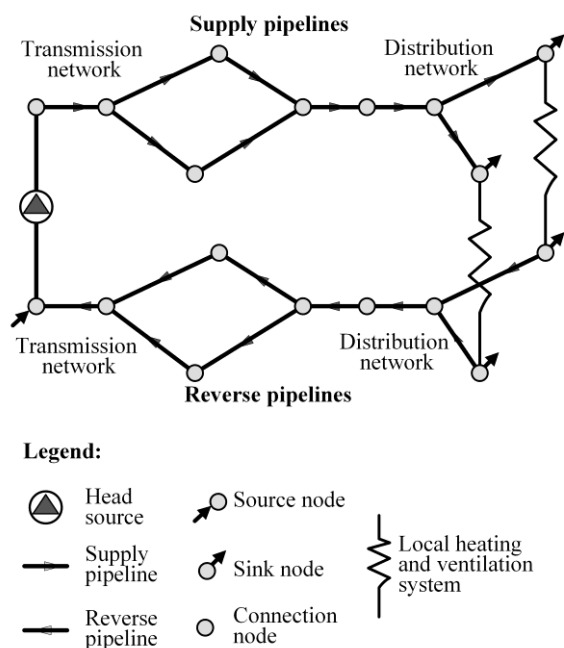 Supply pipelines
Transmission
network
Distribution
network
Transmission
network
Distribution
network
Reverse pipelines
Legend:
Head
source
Source node
Supply
pipeline
Sink node
Local heating
and ventilation
system
Reverse
pipeline
Connection
node